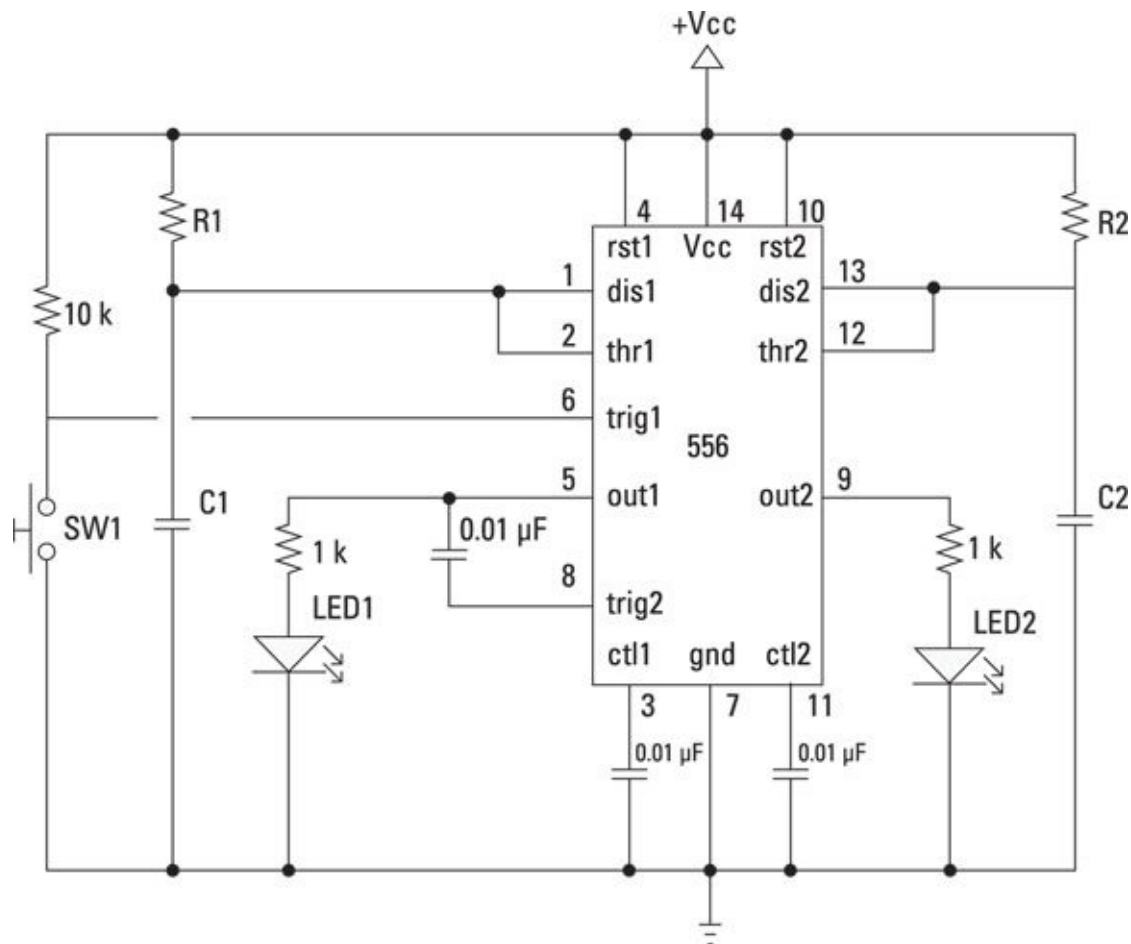 +Vcc
4 14 10
R1
R2
rst1 Vcc rst2
1 dis1 dis2 13
10 k
2 thr1 thr2 12
6 trig1
556
5 out1 out2 9
C1
C2
SW1
0.01 µF
1 k
1 k
8 trig2
LED1
LED2
ctl1 gnd ctl2
3 7 11
0.01 µF 0.01 µF